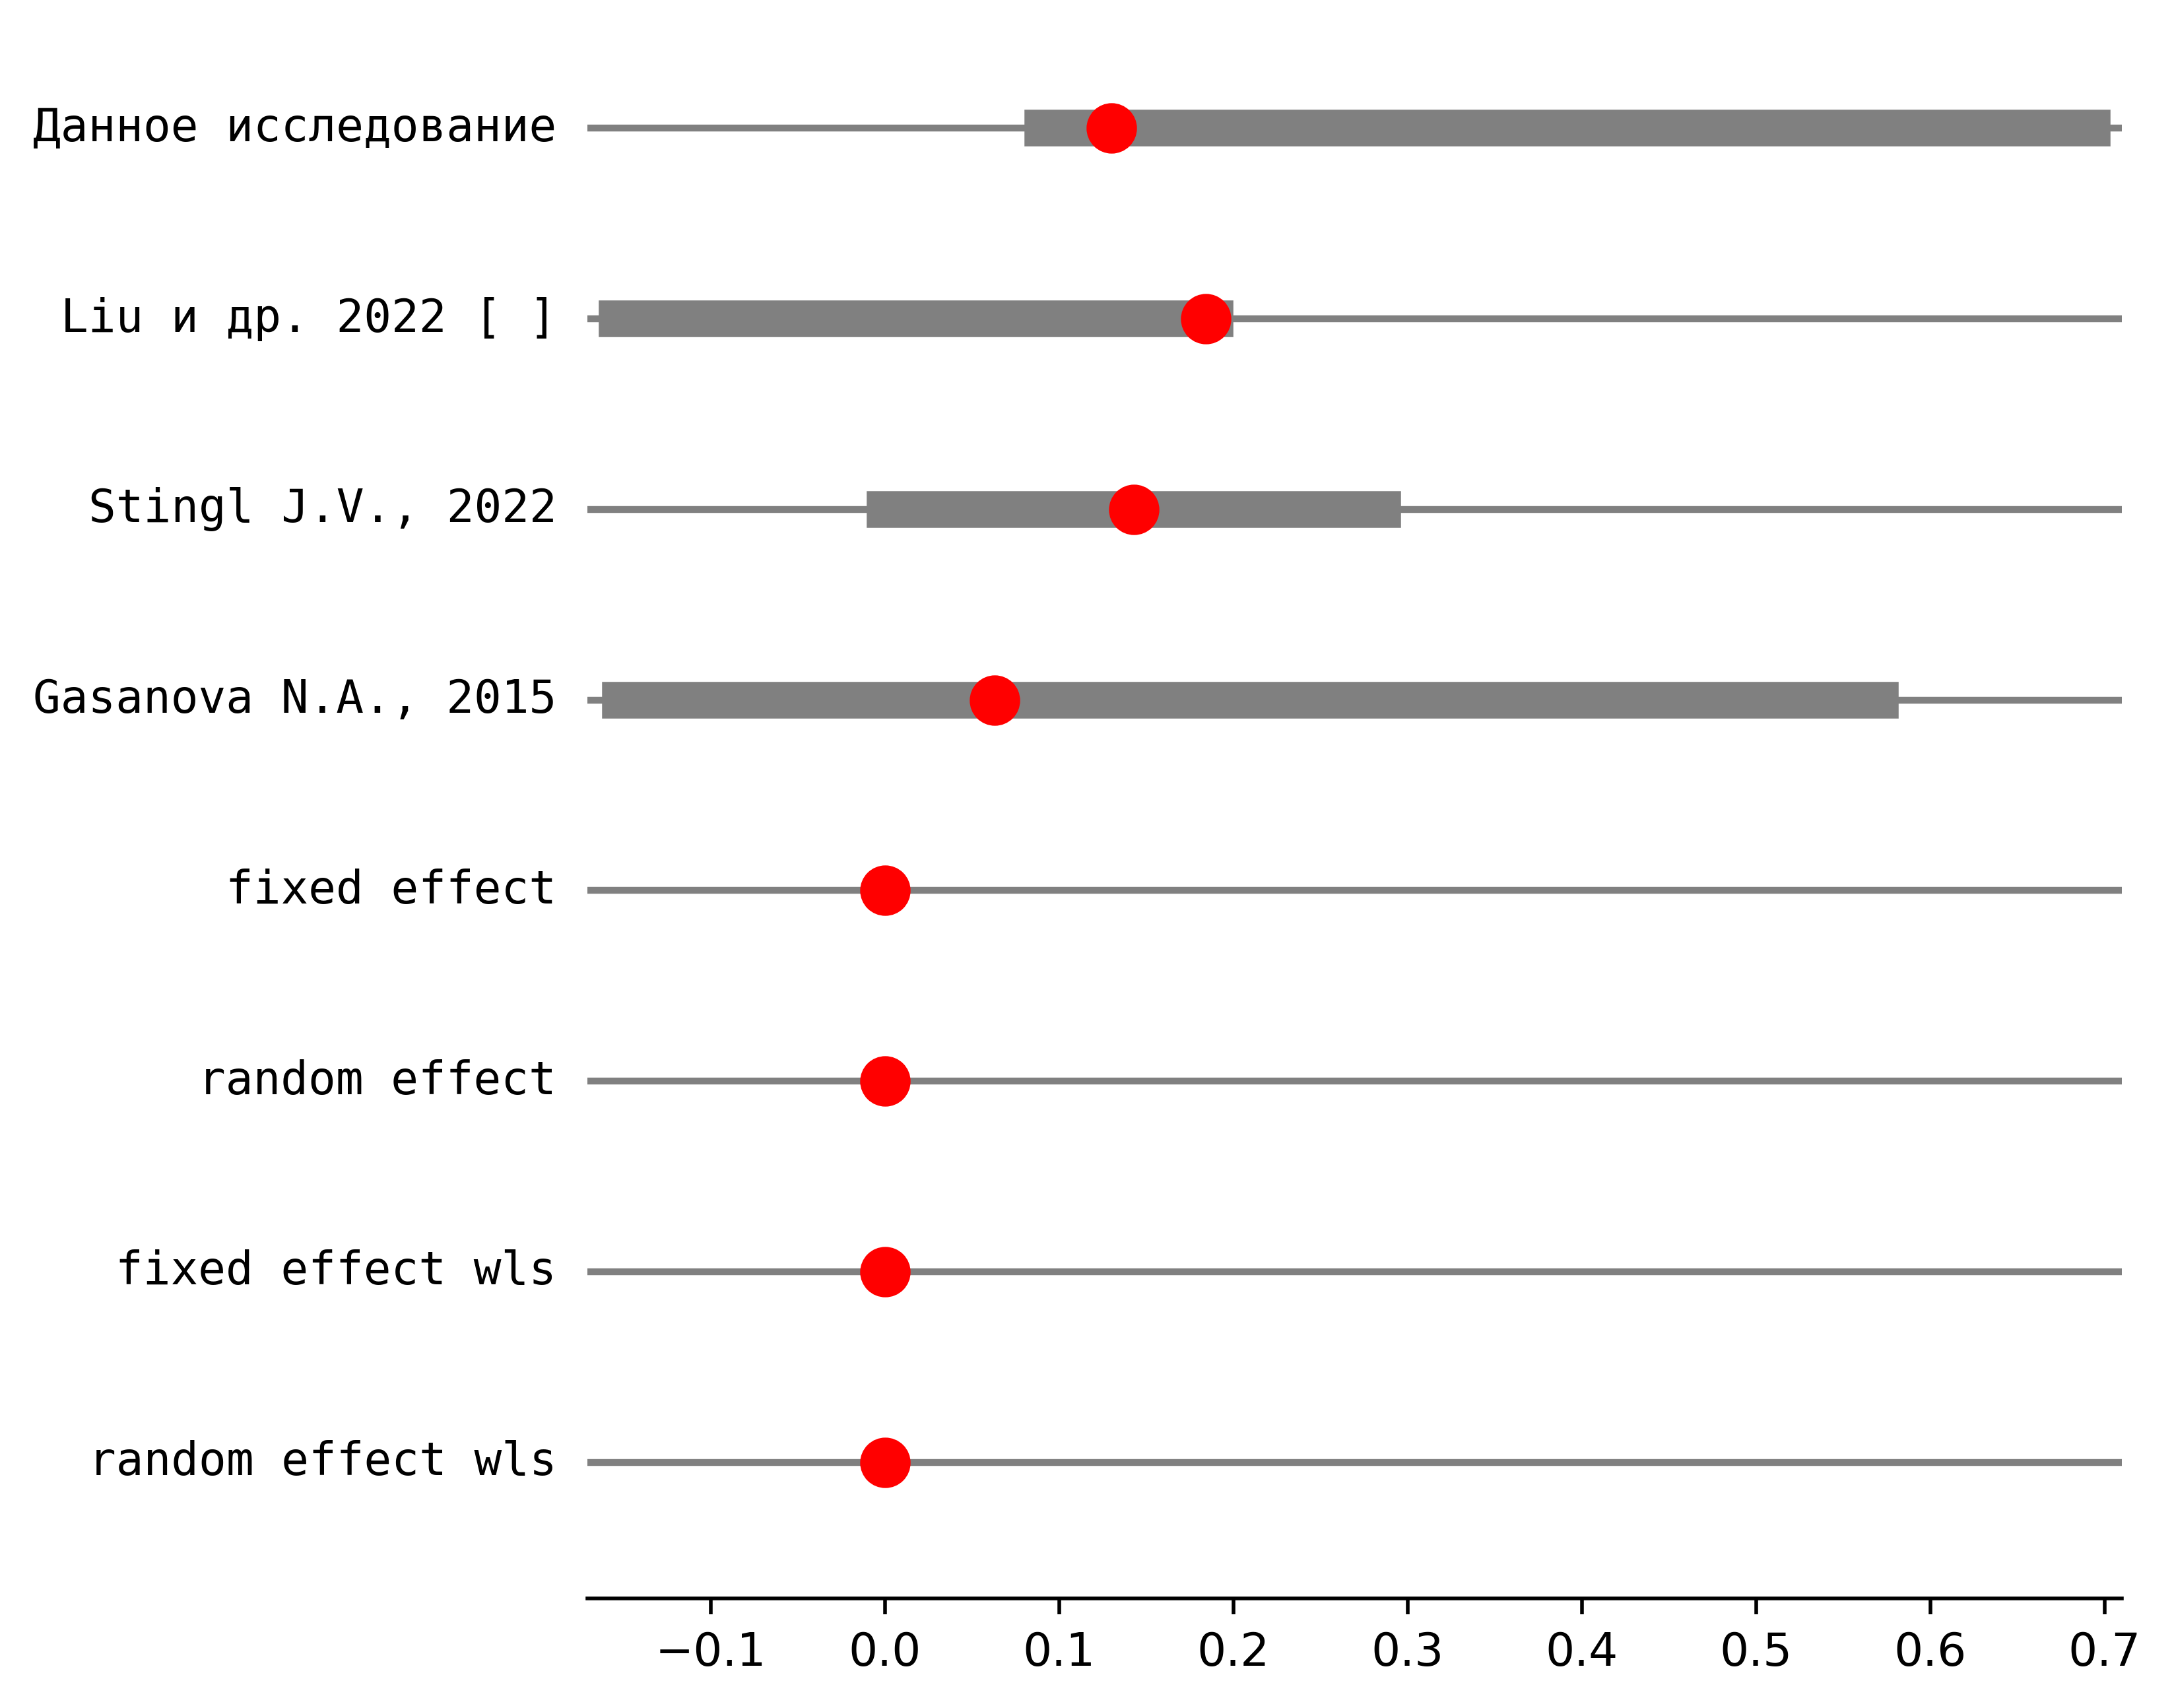 Данное исследование
Liu и др. 2022 [ ]
Stingl J.V., 2022
Gasanova N.A., 2015
fixed effect
random effect
fixed effect wls
random effect wls
−0.1 0.0 0.1 0.2 0.3 0.4 0.5 0.6 0.7